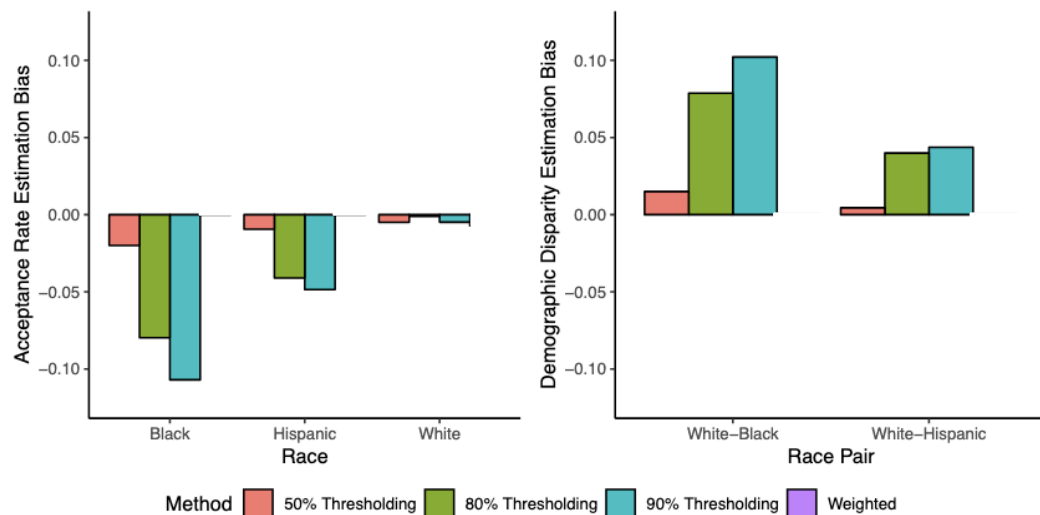 Acceptance Rate Estimation Bias
0.10
0.05
0.00
−0.05
−0.10
Black
Hispanic
White
Race
Demographic Disparity Estimation Bias
0.10
0.05
0.00
−0.05
−0.10
White−Black
White−Hispanic
Race Pair
Method 50% Thresholding 80% Thresholding 90% Thresholding Weighted